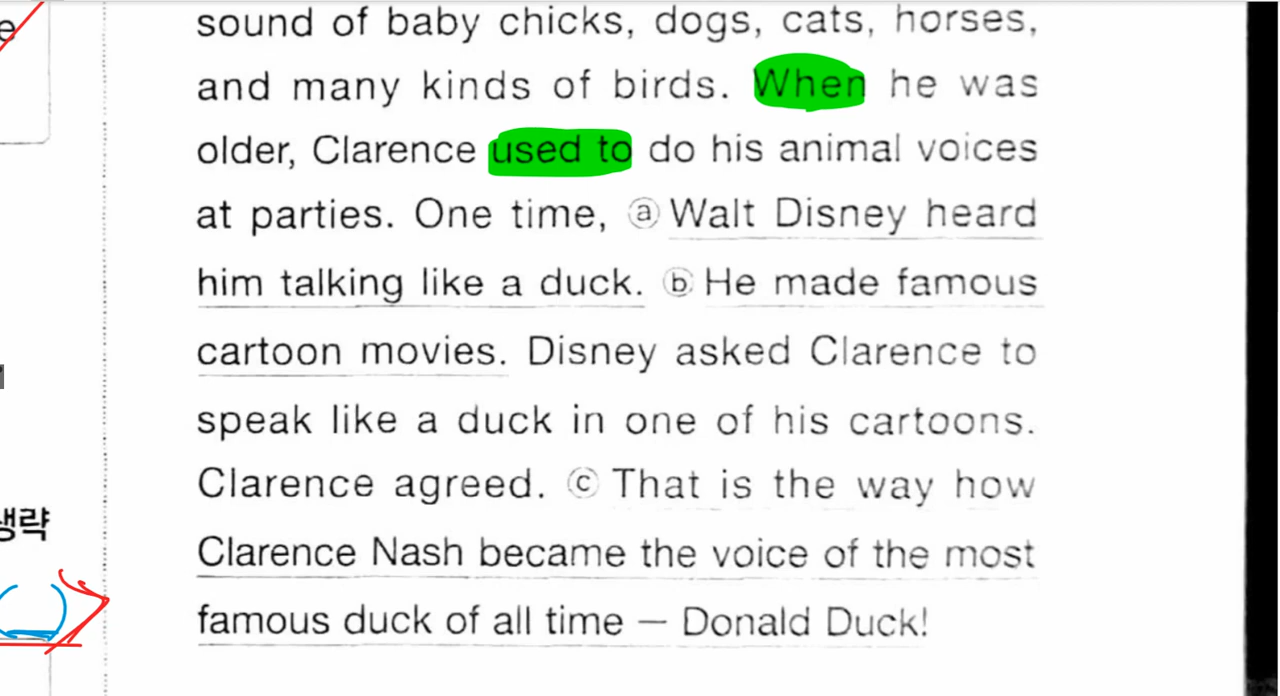 e
sound of baby chicks, dogs, cats, horses,
and many kinds of birds. When he was
older, Clarence used to do his animal voices
at parties. One time, ⓐ Walt Disney heard
him talking like a duck. ⓑ He made famous
cartoon movies. Disney asked Clarence to
speak like a duck in one of his cartoons.
Clarence agreed. ⓒ That is the way how
생략
Clarence Nash became the voice of the most
famous duck of all time – Donald Duck!